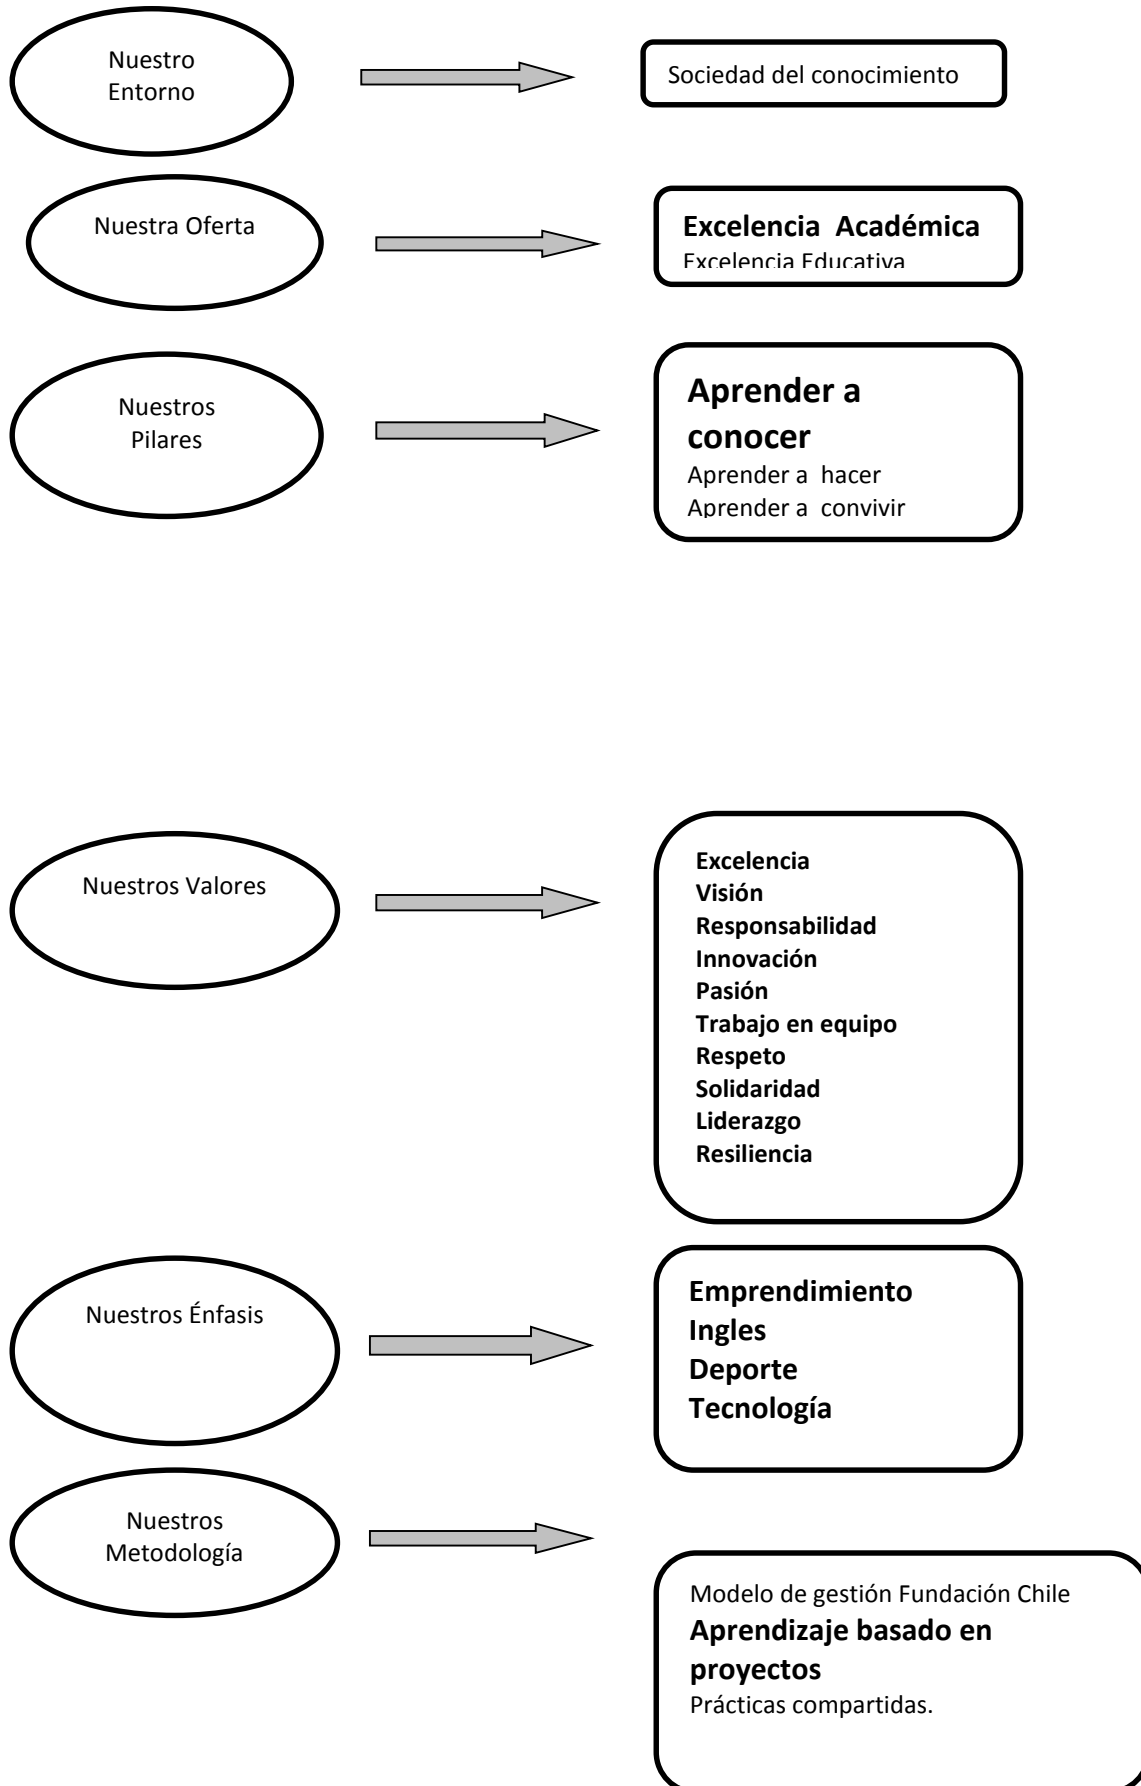 Nuestro
Entorno
Sociedad del conocimiento
Nuestra Oferta
Excelencia Académica
Excelencia Educativa
Nuestros
Pilares
Aprender a
conocer
Aprender a hacer
Aprender a convivir
Nuestros Valores
Excelencia
Visión
Responsabilidad
Innovación
Pasión
Trabajo en equipo
Respeto
Solidaridad
Liderazgo
Resiliencia
Nuestros Énfasis
Emprendimiento
Ingles
Deporte
Tecnología
Nuestros
Metodología
Modelo de gestión Fundación Chile
Aprendizaje basado en
proyectos
Prácticas compartidas.